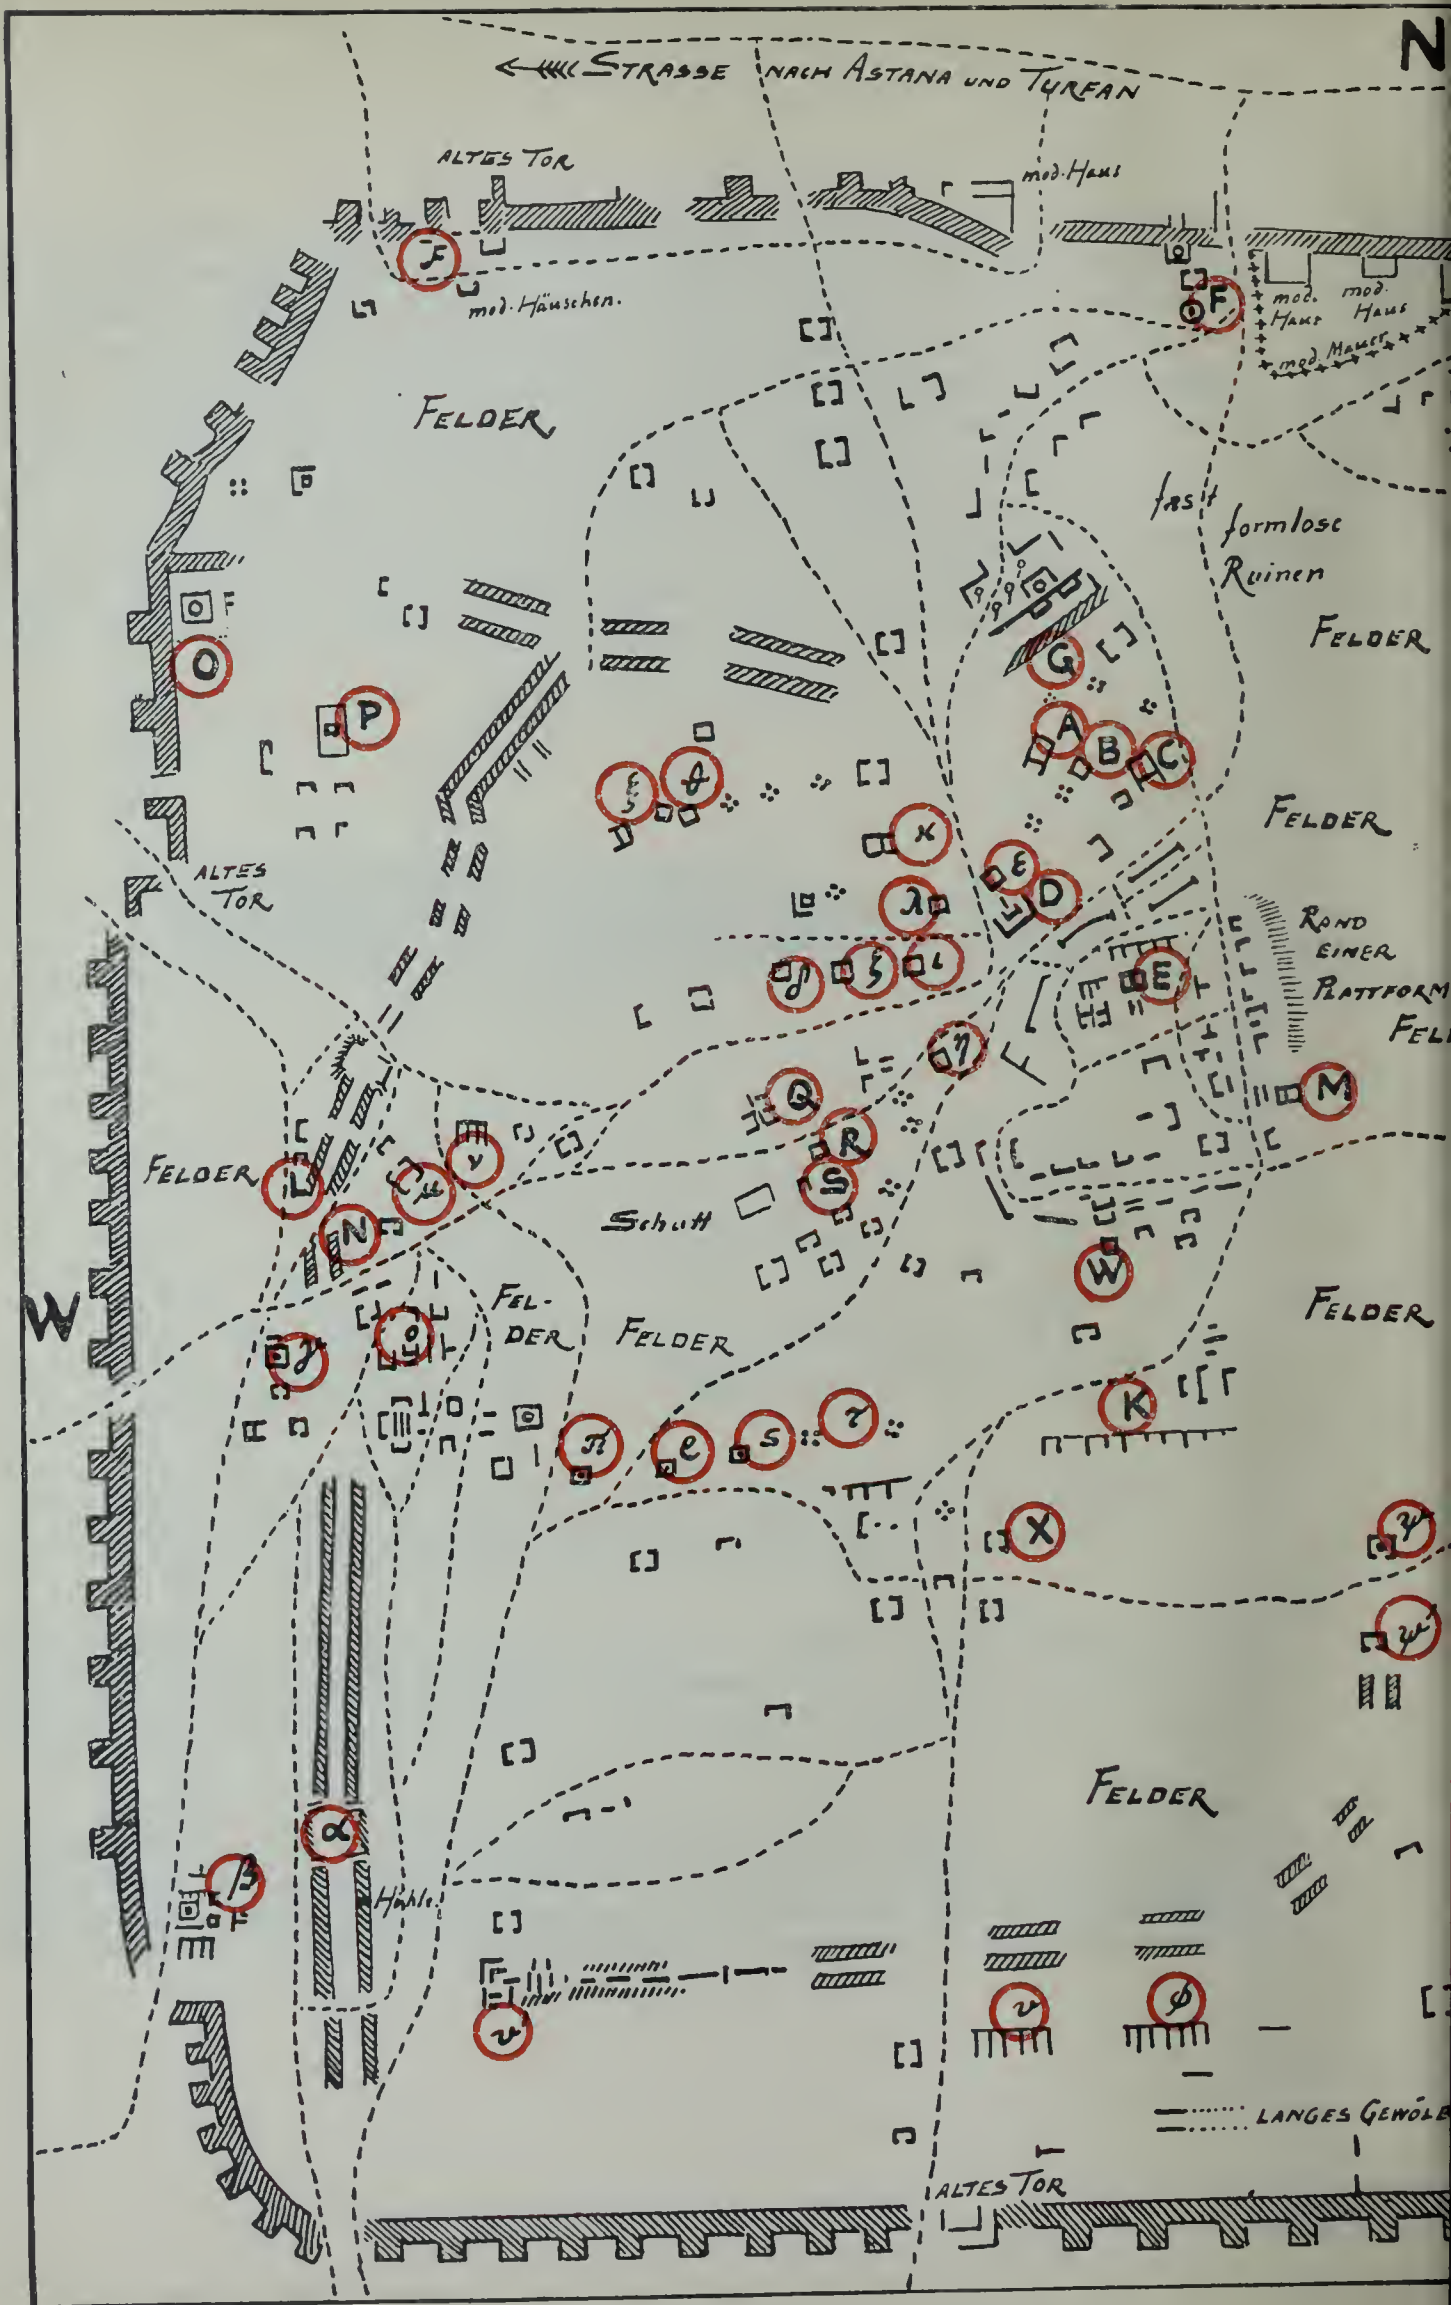 N
STRASSE NACH ASTANA UND TURFAN
ALTES TOR
mod. Haus
F
mod. Häuschen.
F
mod. Haus
mod. Haus
mod. Mauer
FELDER
fast formlose
Ruinen
FELDER
O
P
G
A
B
C
ξ
ϑ
FELDER
κ
ε
D
λ
ALTES
TOR
RAND
EINER
PLATTFORM
ζ
ι
E
η
M
Q
R
S
FELDER
L
μ
ν
N
Schutt
W
W
FEL-
DER
FELDER
FELDER
γ
o
K
π
s
τ
X
FELDER
α
β
υ
φ
LANGES
ALTES TOR